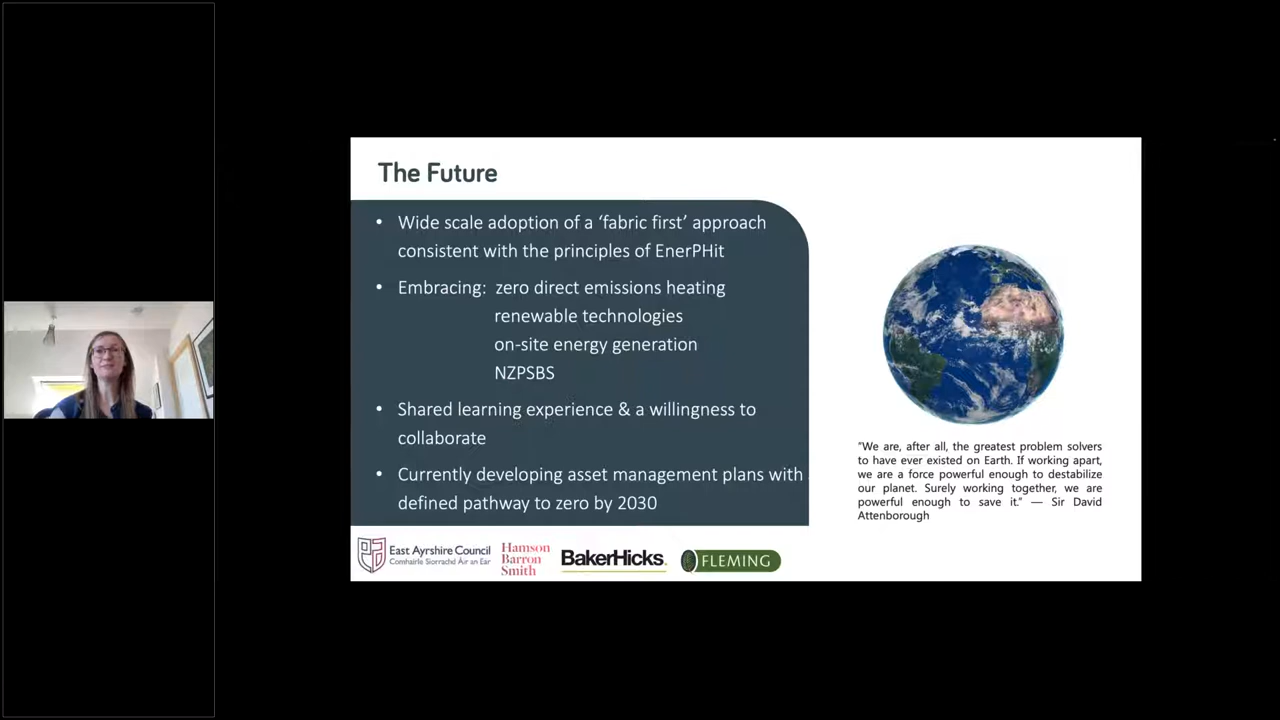 The Future
• Wide scale adoption of a ‘fabric first’ approach
consistent with the principles of EnerPHit
• Embracing: zero direct emissions heating
renewable technologies
on-site energy generation
NZPSBS
• Shared learning experience & a willingness to
collaborate
• Currently developing asset management plans with
defined pathway to zero by 2030
"We are, after all, the greatest problem solvers
to have ever existed on Earth. If working apart,
we are a force powerful enough to destabilize
our planet. Surely working together, we are
powerful enough to save it." — Sir David
Attenborough
East Ayrshire Council
Comhairle Siorrachd Àir an Ear
Hamson
Barron
Smith
BakerHicks.
FLEMING